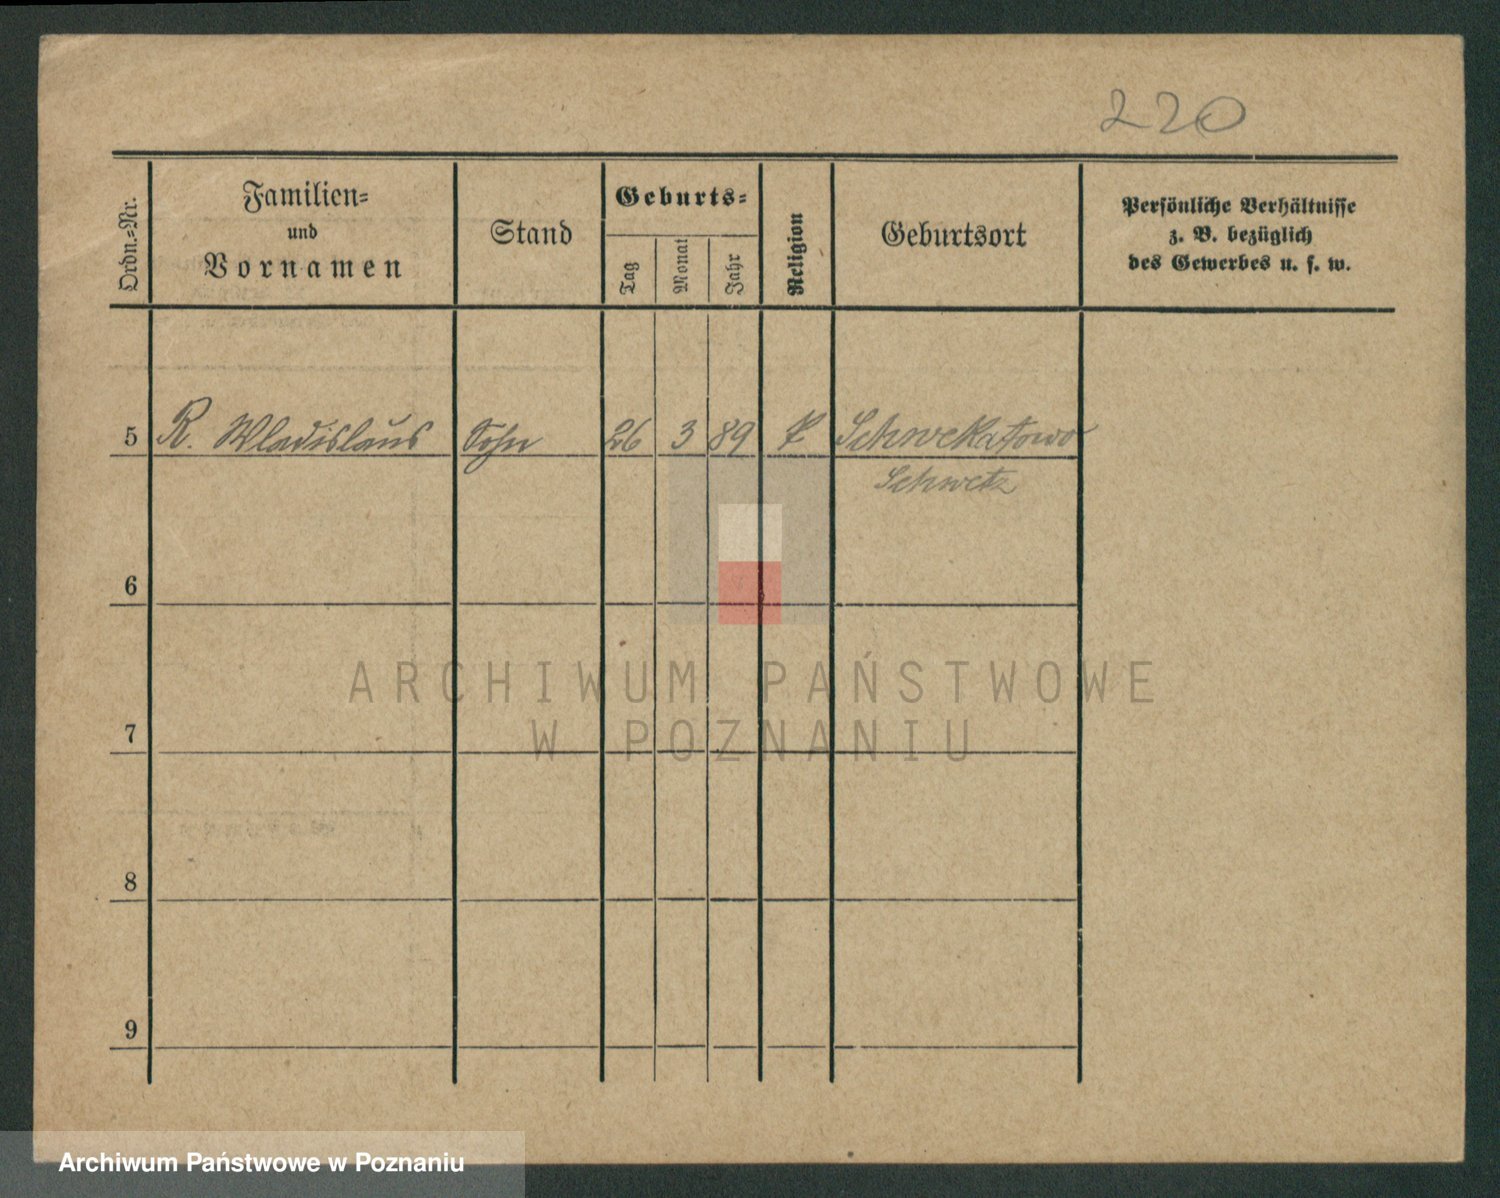 220
Ordn.-Nr.
Familien-
und
Vornamen
Stand
Geburts-
Tag
Monat
Jahr
Religion
Geburtsort
Persönliche Verhältnisse
z. B. bezüglich
des Gewerbes u. s. w.
5 R. Wladislaus Sohn 26 3 89 Schwekatowo
Schwetz
6
7
8
9
ARCHIWUM PAŃSTWOWE
W POZNANIU
Archiwum Państwowe w Poznaniu